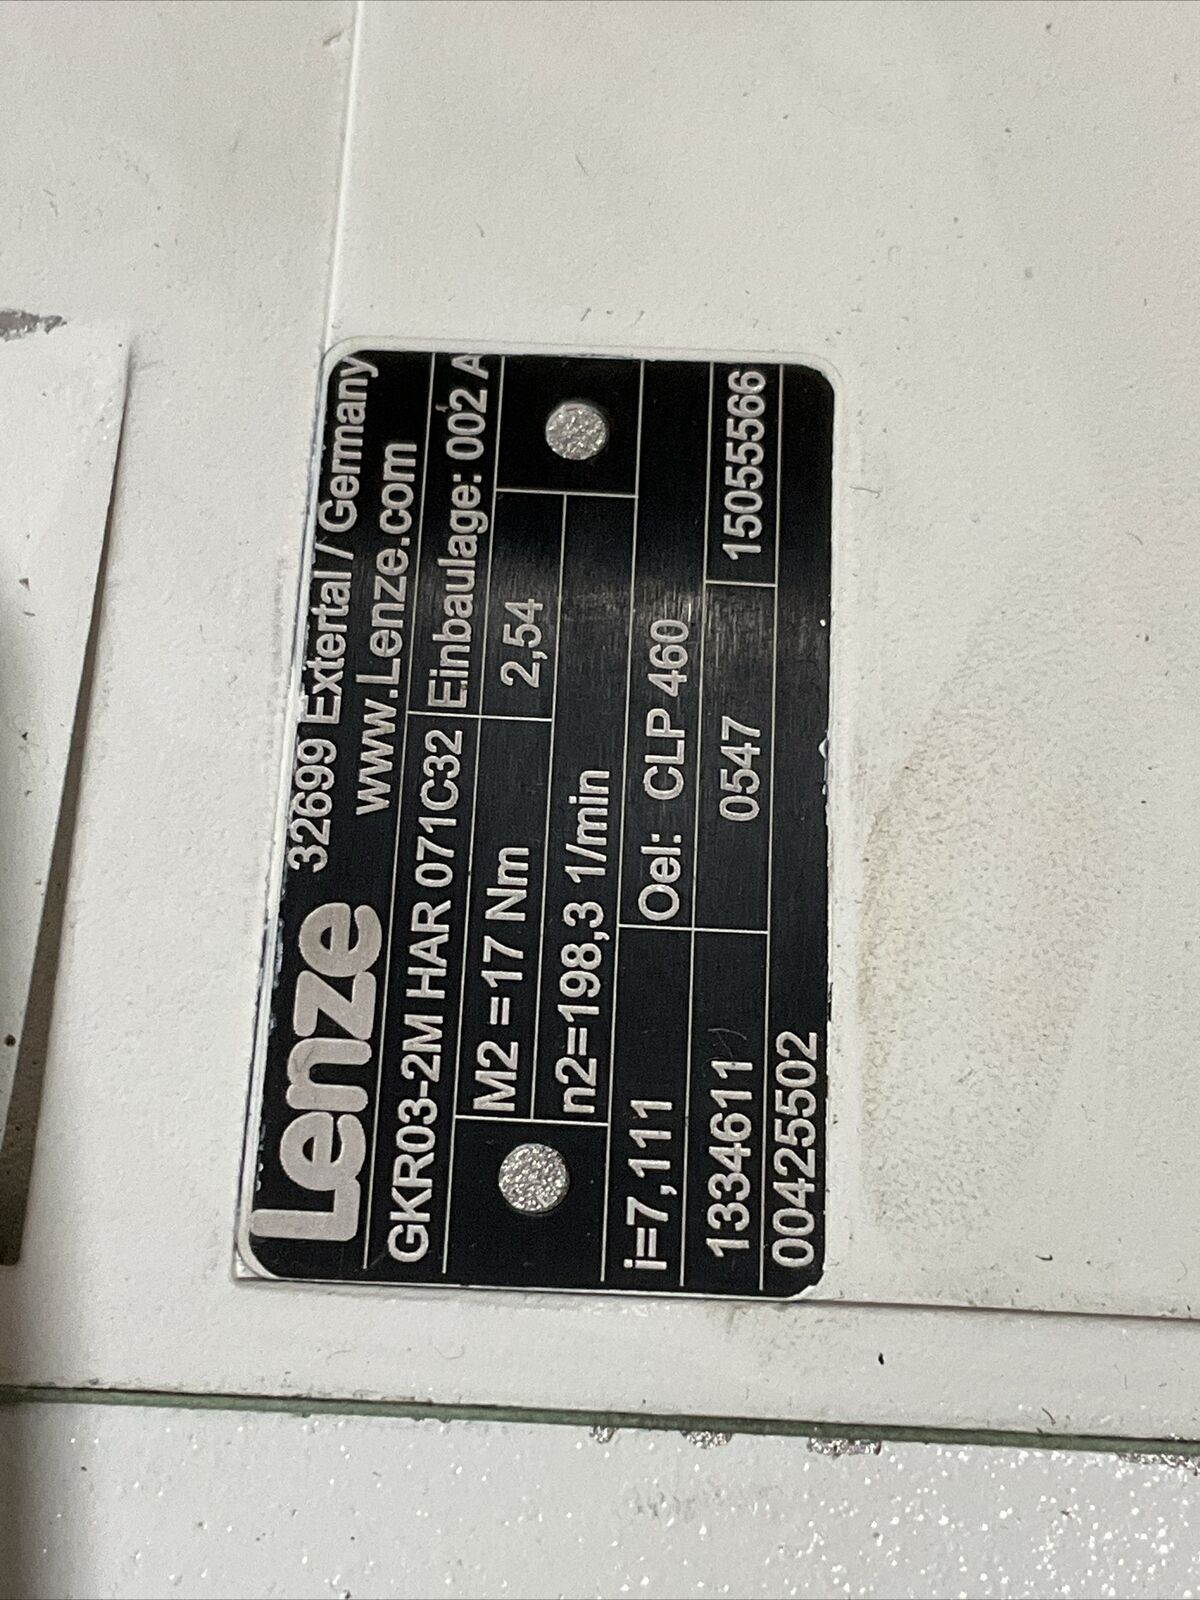 Lenze 32699 Extertal / Germany
www.Lenze.com
GKR03-2M HAR 071C32 Einbaulage: 002 A
M2 =17 Nm 2,54
n2=198,3 1/min
i=7,111 Oel: CLP 460
1334611 0547 15055566
00425502